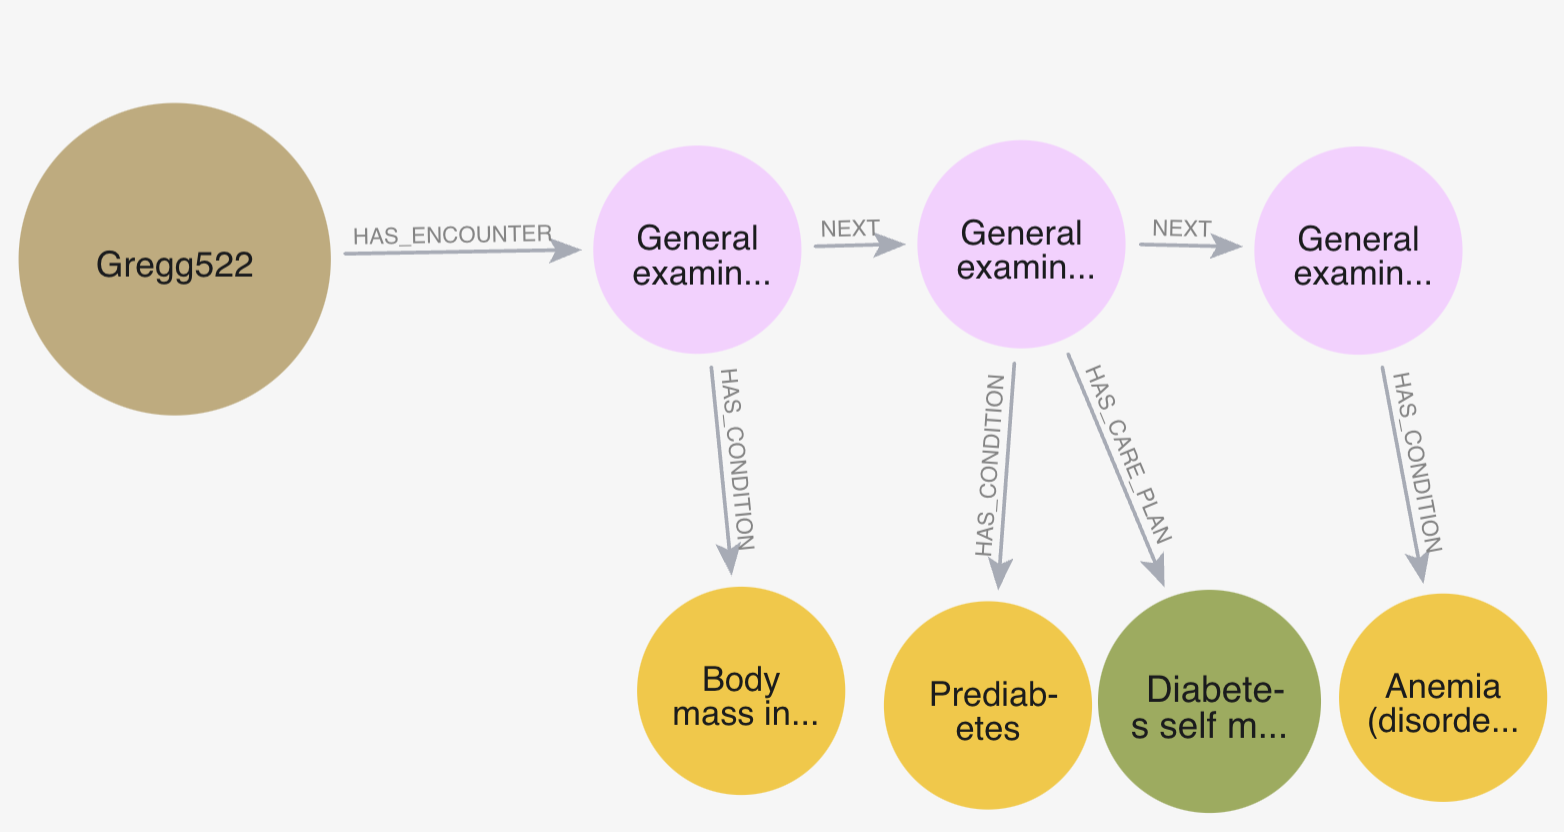 Gregg522
HAS_ENCOUNTER
General
examin...
NEXT
General
examin...
NEXT
General
examin...
HAS_CONDITION
HAS_CONDITION
HAS_CARE_PLAN
HAS_CONDITION
Body
mass in...
Prediab-
etes
Diabete-
s self m...
Anemia
(disorde...